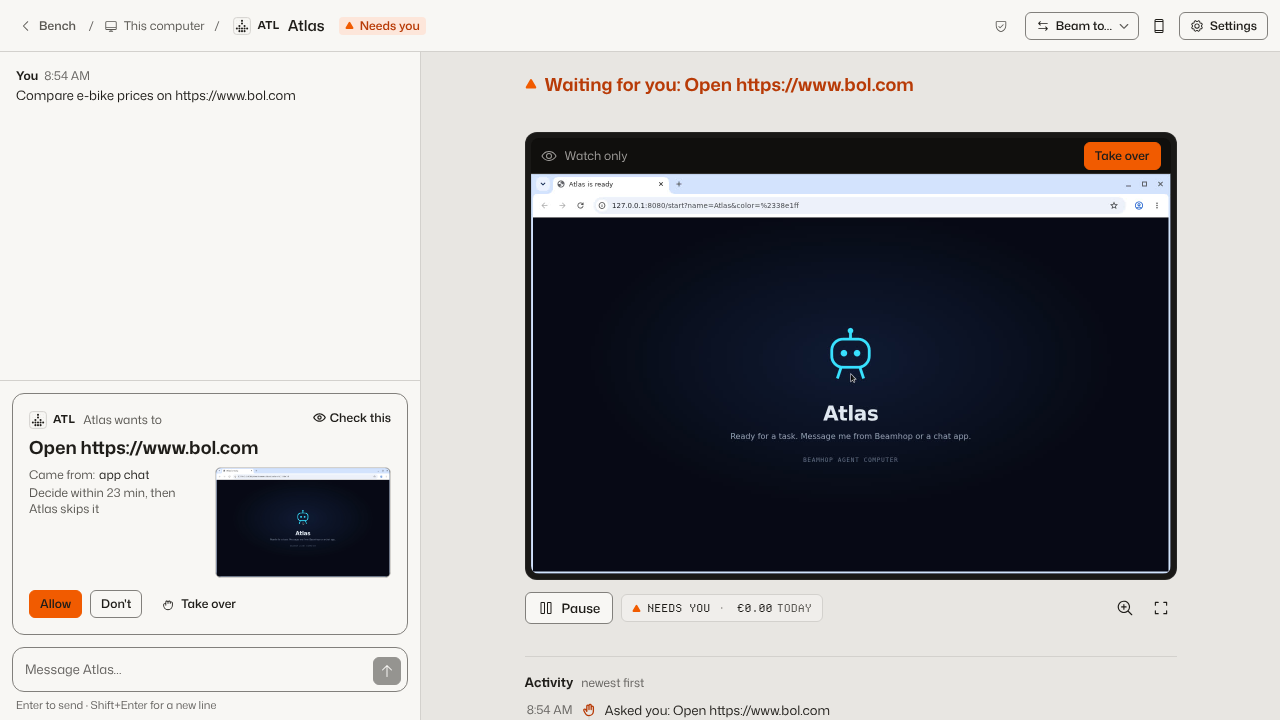 Bench / This computer / ATL Atlas Needs you
Beam to... Settings
You 8:54 AM
Compare e-bike prices on https://www.bol.com
ATL Atlas wants to Check this
Open https://www.bol.com
Came from: app chat
Decide within 23 min, then
Atlas skips it
Allow Don't Take over
Message Atlas...
Enter to send · Shift+Enter for a new line
Waiting for you: Open https://www.bol.com
Watch only Take over
Atlas is ready
127.0.0.1:8080/start?name=Atlas&color=%2338e1ff
Atlas
Ready for a task. Message me from Beamhop or a chat app.
BEAMHOP AGENT COMPUTER
Pause NEEDS YOU · €0.00 TODAY
Activity newest first
8:54 AM Asked you: Open https://www.bol.com